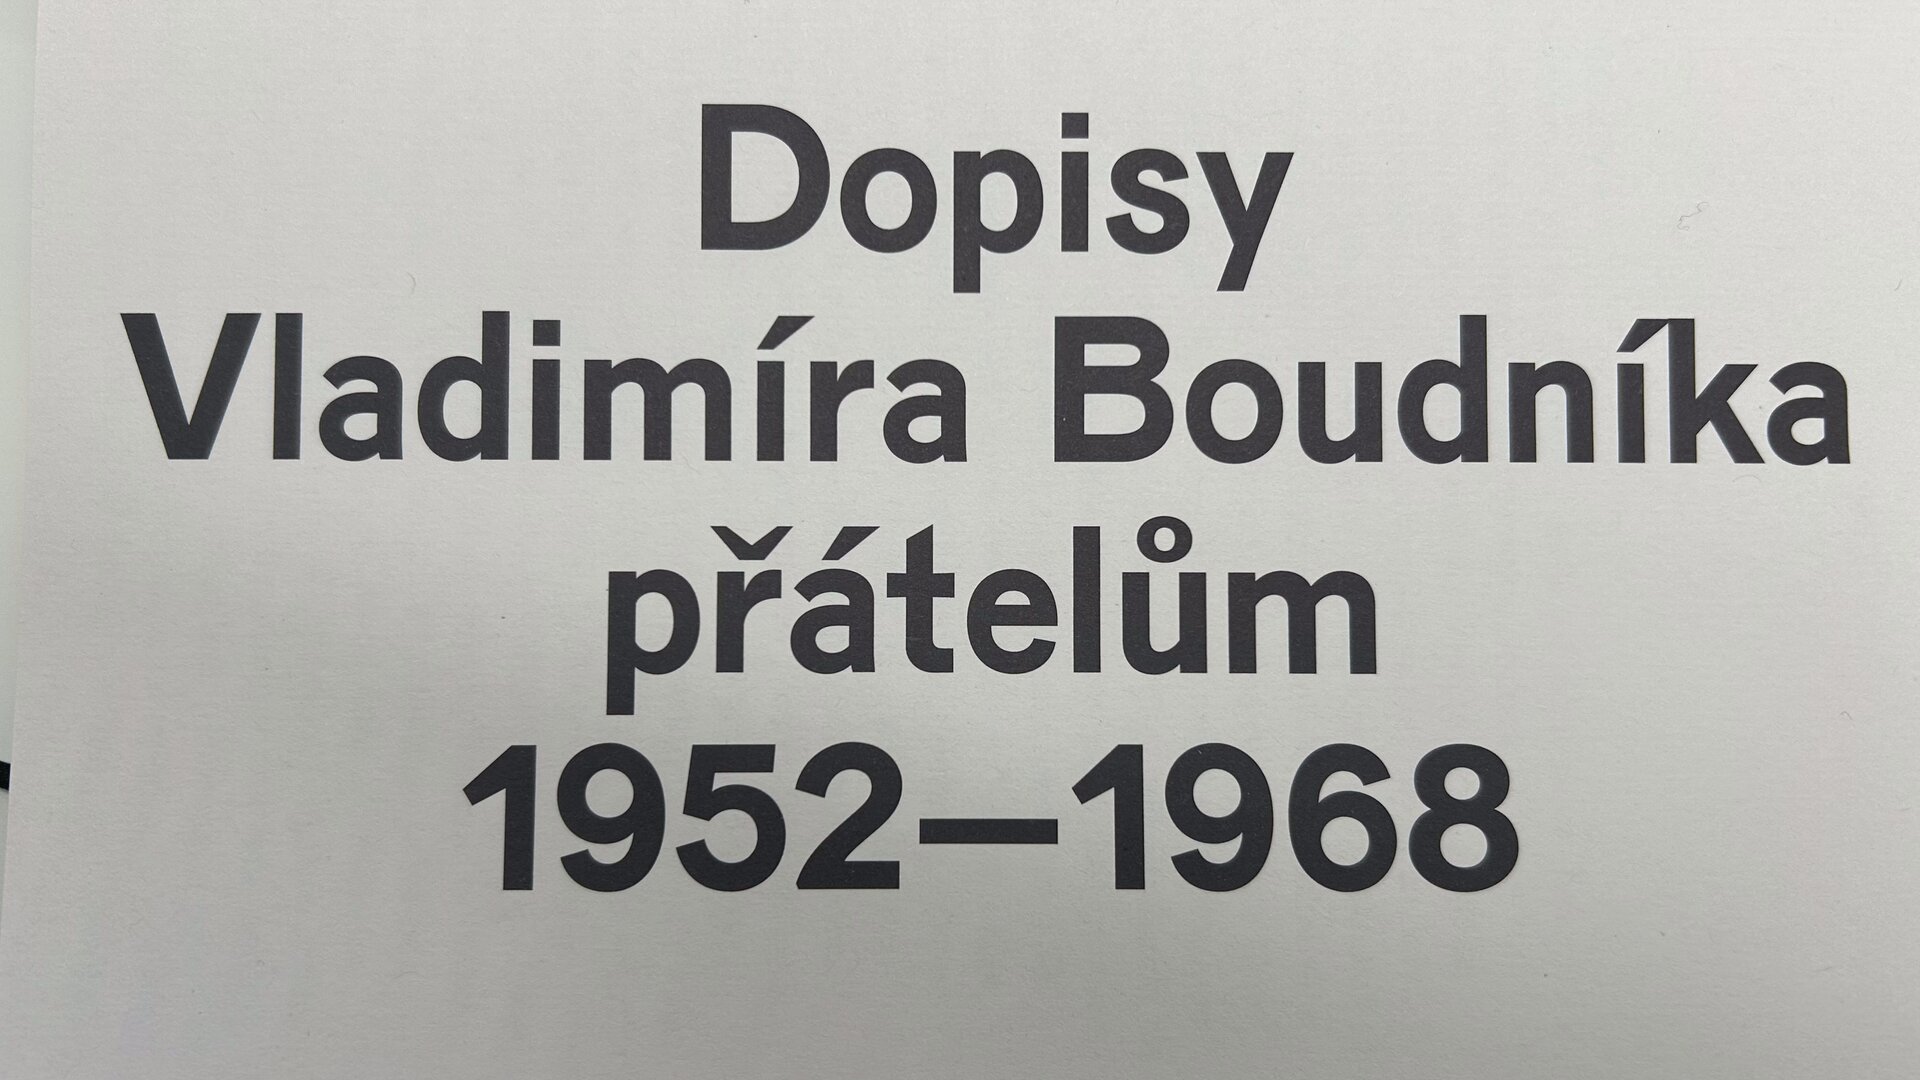 Dopisy
Vladimíra Boudníka
přátelům
1952–1968